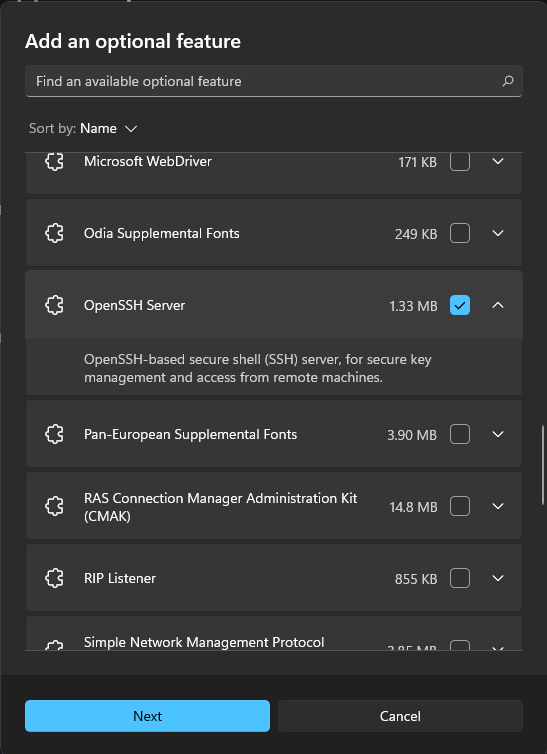 Add an optional feature
Find an available optional feature
Sort by: Name
Microsoft WebDriver 171 KB
Odia Supplemental Fonts 249 KB
OpenSSH Server 1.33 MB
OpenSSH-based secure shell (SSH) server, for secure key
management and access from remote machines.
Pan-European Supplemental Fonts 3.90 MB
RAS Connection Manager Administration Kit
(CMAK) 14.8 MB
RIP Listener 855 KB
Simple Network Management Protocol
3.85 MB
Next Cancel